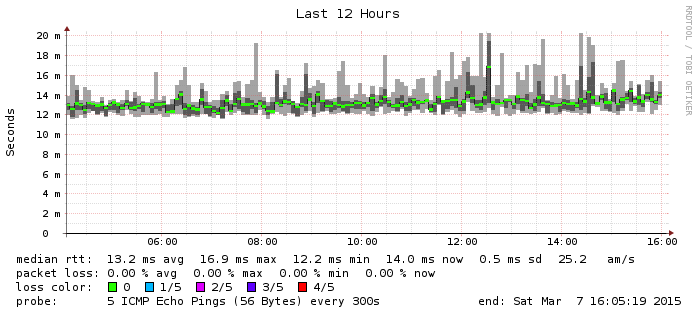 Last 12 Hours
RRDTOOL / TOBI OETIKER
Seconds
20 m
18 m
16 m
14 m
12 m
10 m
8 m
6 m
4 m
2 m
0
06:00 08:00 10:00 12:00 14:00 16:00
median rtt: 13.2 ms avg 16.9 ms max 12.2 ms min 14.0 ms now 0.5 ms sd 25.2 am/s
packet loss: 0.00 % avg 0.00 % max 0.00 % min 0.00 % now
loss color: 0 1/5 2/5 3/5 4/5
probe: 5 ICMP Echo Pings (56 Bytes) every 300s end: Sat Mar 7 16:05:19 2015